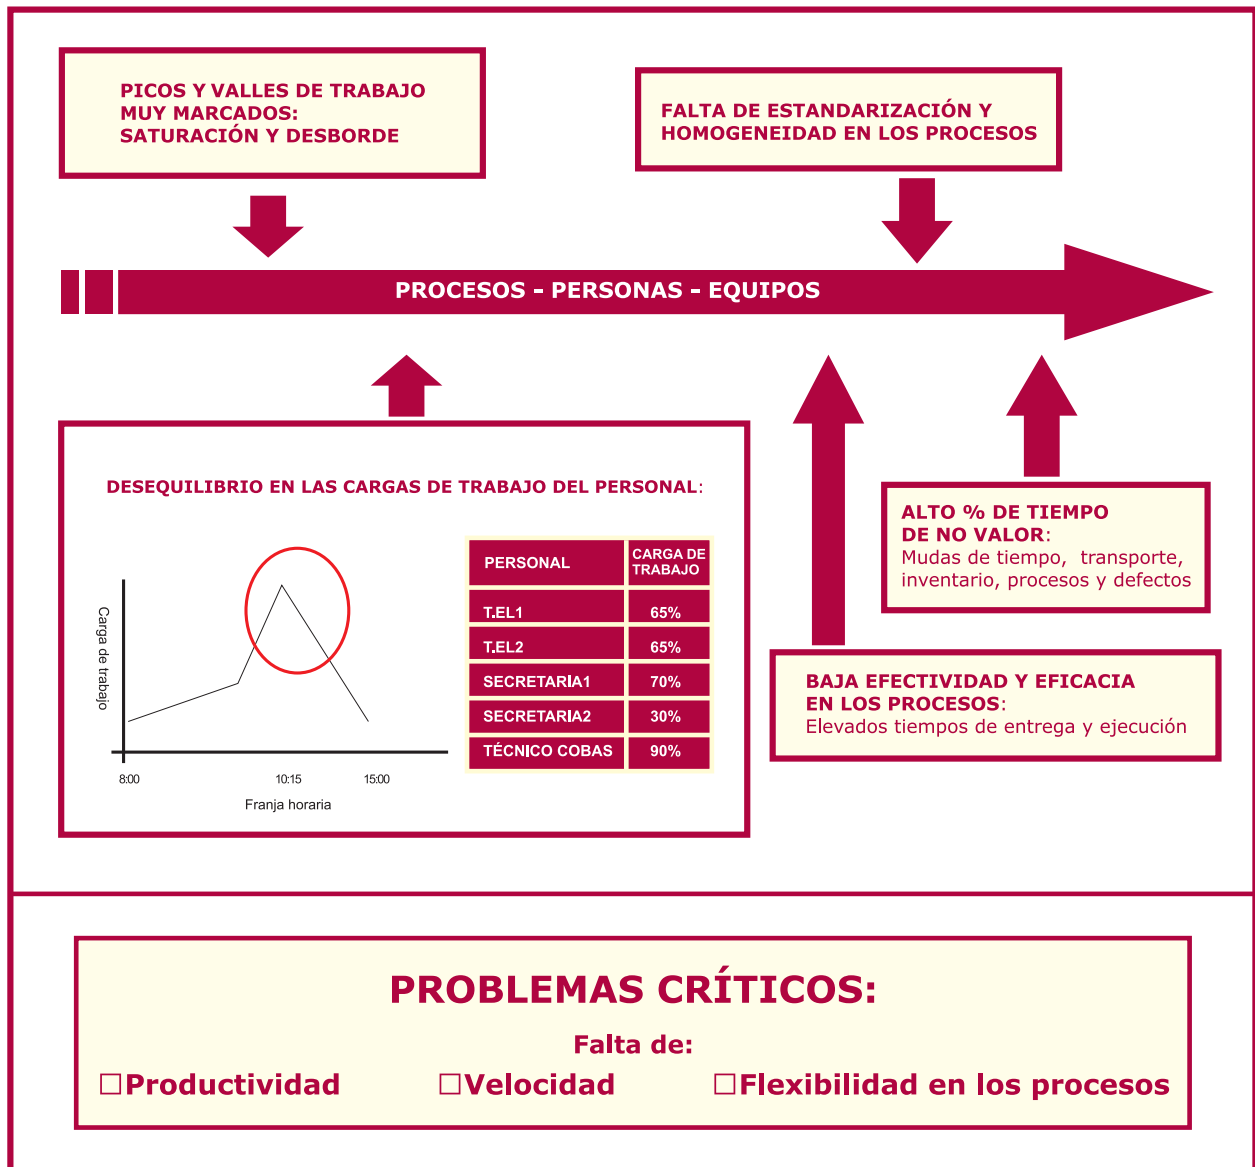 PICOS Y VALLES DE TRABAJO
MUY MARCADOS:
SATURACIÓN Y DESBORDE
FALTA DE ESTANDARIZACIÓN Y
HOMOGENEIDAD EN LOS PROCESOS
PROCESOS - PERSONAS - EQUIPOS
DESEQUILIBRIO EN LAS CARGAS DE TRABAJO DEL PERSONAL:
Carga de trabajo
8:00 10:15 15:00
Franja horaria
PERSONAL CARGA DE
TRABAJO
T.EL1 65%
T.EL2 65%
SECRETARIA1 70%
SECRETARIA2 30%
TÉCNICO COBAS 90%
ALTO % DE TIEMPO
DE NO VALOR:
Mudas de tiempo, transporte,
inventario, procesos y defectos
BAJA EFECTIVIDAD Y EFICACIA
EN LOS PROCESOS:
Elevados tiempos de entrega y ejecución
PROBLEMAS CRÍTICOS:
Falta de:
☐Productividad ☐Velocidad ☐Flexibilidad en los procesos